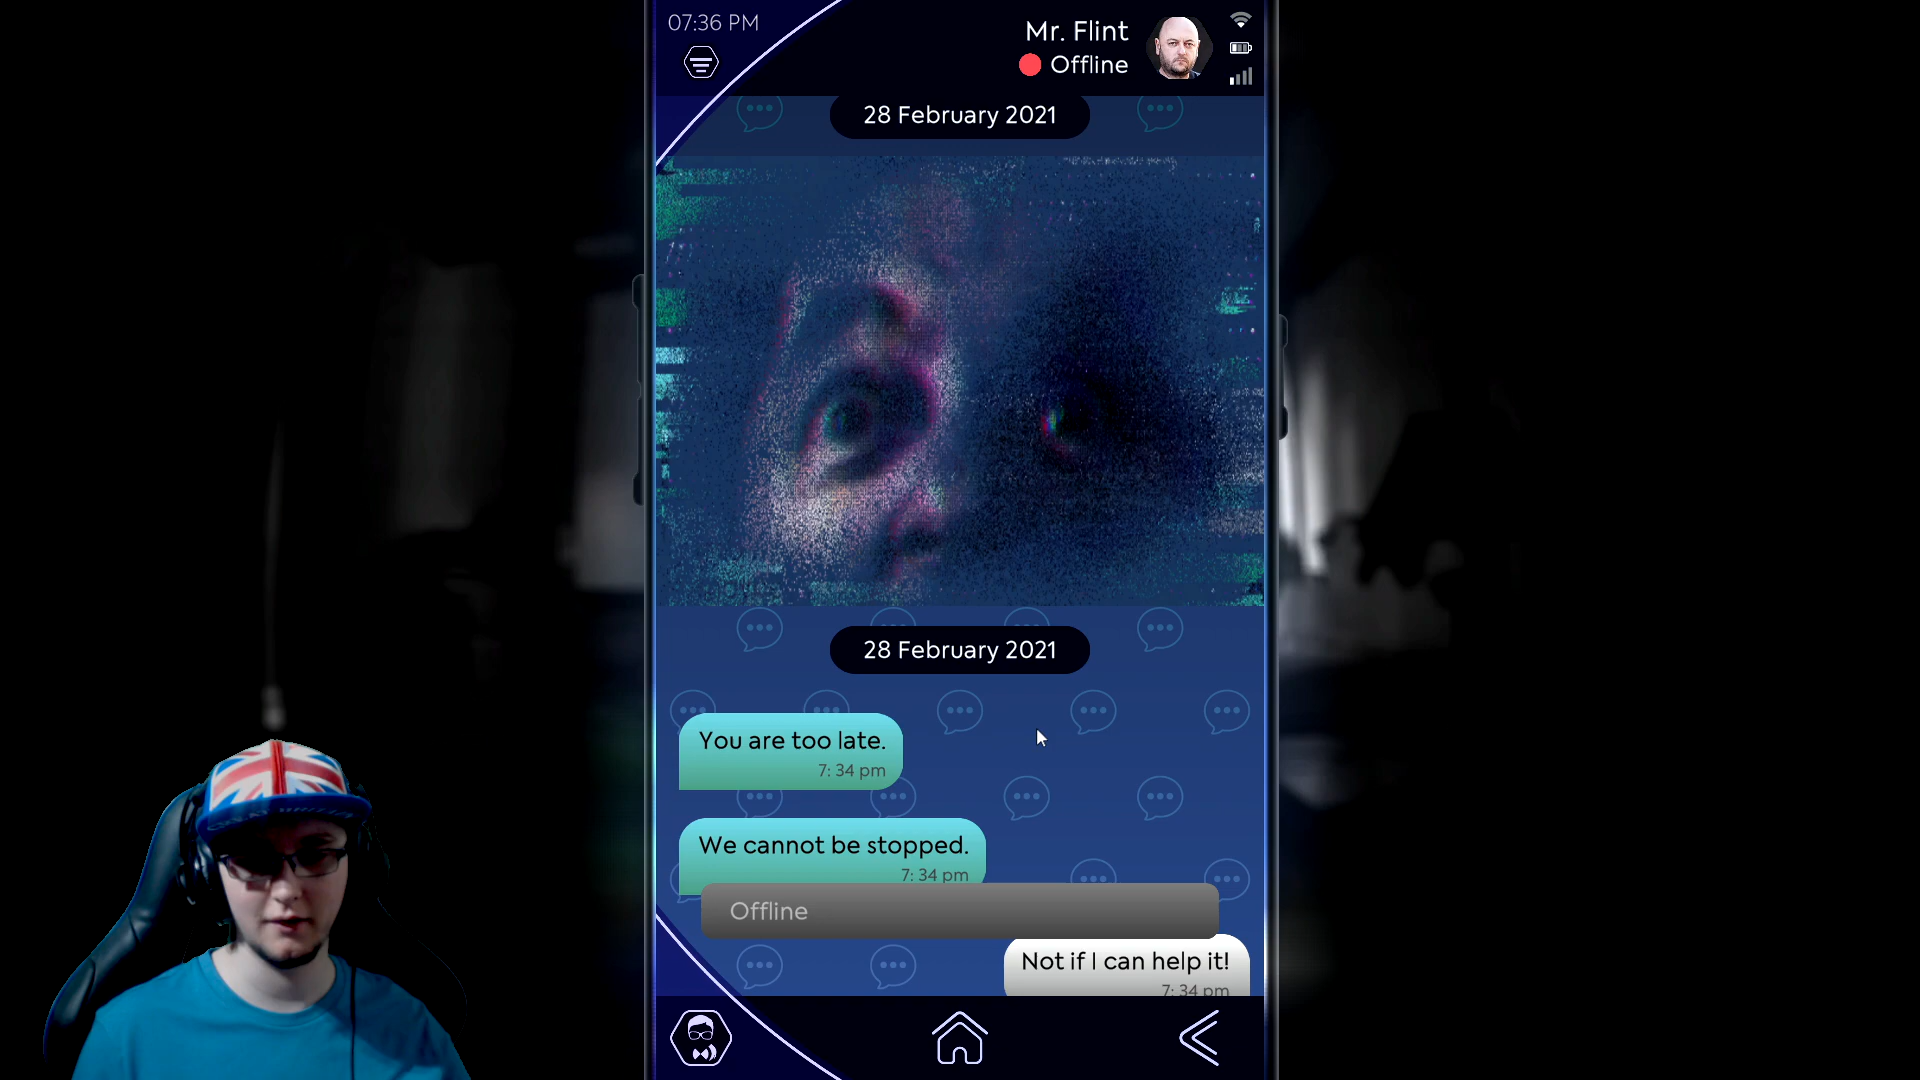 07:36 PM
Mr. Flint
Offline
28 February 2021
28 February 2021
You are too late.
7: 34 pm
We cannot be stopped.
7: 34 pm
Offline
Not if I can help it!
7: 34 pm